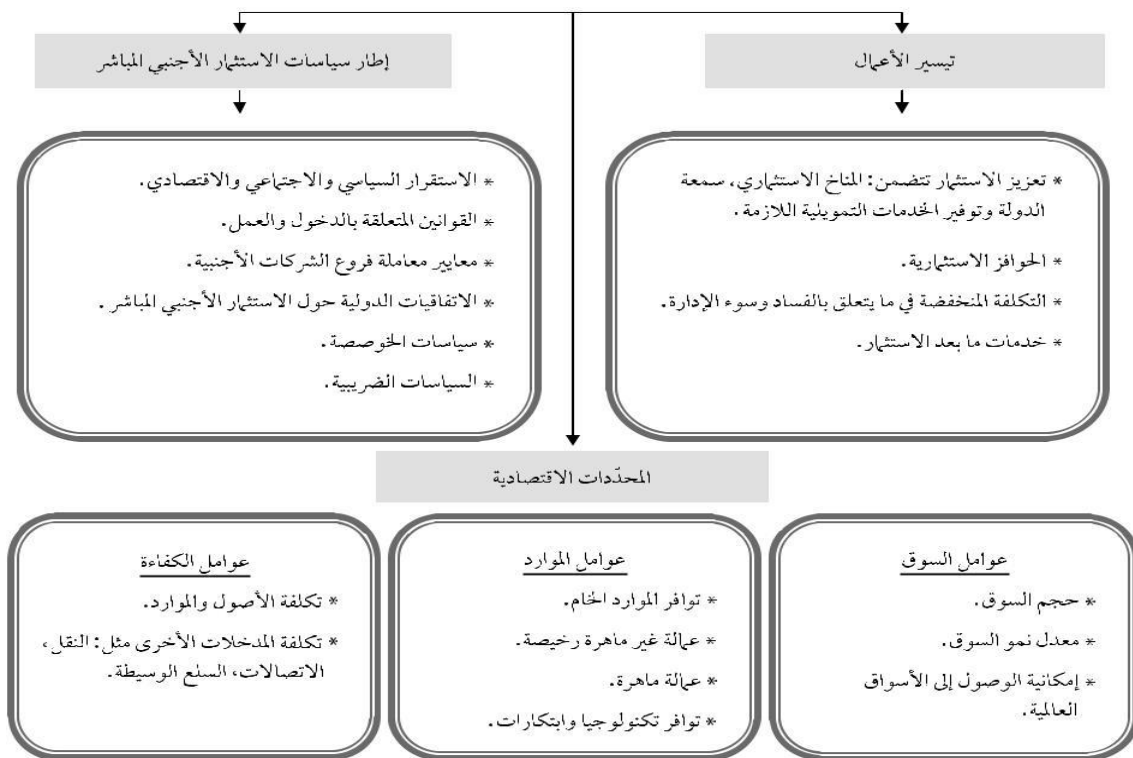 تيسير الأعمال
* تعزيز الاستثمار تتضمن: المناخ الاستثماري، سمعة
الدولة وتوفير الخدمات التمويلية اللازمة.
* الحوافز الاستثمارية.
* التكلفة المنخفضة في ما يتعلق بالفساد وسوء الإدارة.
* خدمات ما بعد الاستثمار.
إطار سياسات الاستثمار الأجنبي المباشر
* الاستقرار السياسي والاجتماعي والاقتصادي.
* القوانين المتعلقة بالدخول والعمل.
* معايير معاملة فروع الشركات الأجنبية.
* الاتفاقيات الدولية حول الاستثمار الأجنبي المباشر .
* سياسات الخوصصة.
* السياسات الضريبية.
المحدّدات الاقتصادية
عوامل السوق
* حجم السوق.
* معدل نمو السوق.
* إمكانية الوصول إلى الأسواق
العالمية.
عوامل الموارد
* توافر الموارد الخام.
* عمالة غير ماهرة رخيصة.
* عمالة ماهرة.
* توافر تكنولوجيا وابتكارات.
عوامل الكفاءة
* تكلفة الأصول والموارد.
* تكلفة المدخلات الأخرى مثل: النقل،
الاتصالات، السلع الوسيطة.